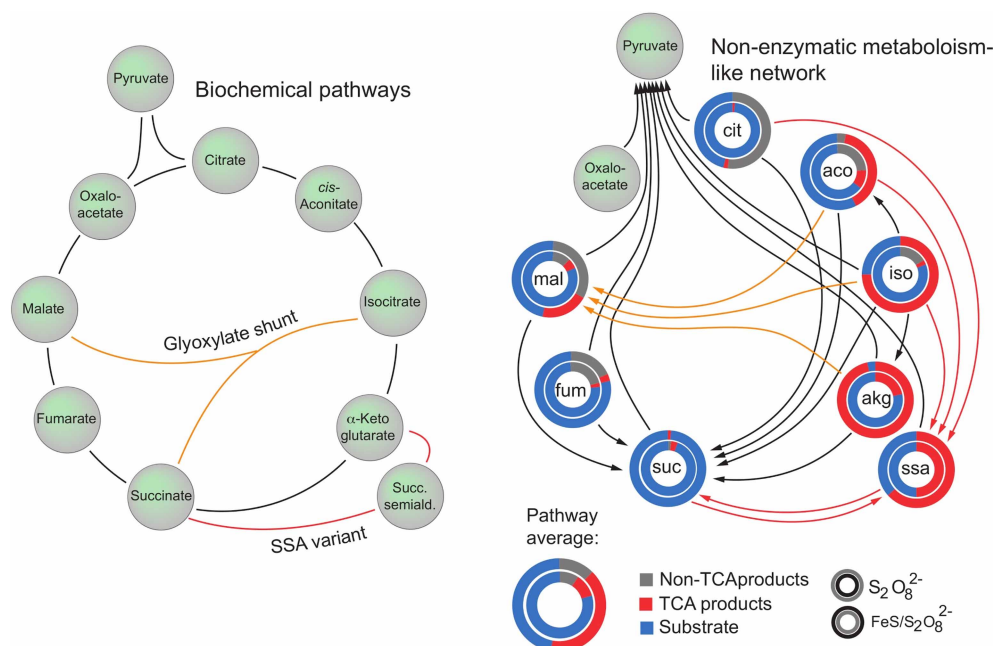 Pyruvate
Biochemical pathways
Citrate
cis-
Aconitate
Oxalo-
acetate
Malate
Isocitrate
Glyoxylate shunt
Fumarate
α-Keto
glutarate
Succinate
Succ.
semiald.
SSA variant
Pyruvate
Non-enzymatic metaboloism-
like network
cit
aco
Oxalo-
acetate
iso
mal
fum
akg
suc
ssa
Pathway
average:
Non-TCAproducts
TCA products
Substrate
S2O8 2-
FeS/S2O8 2-